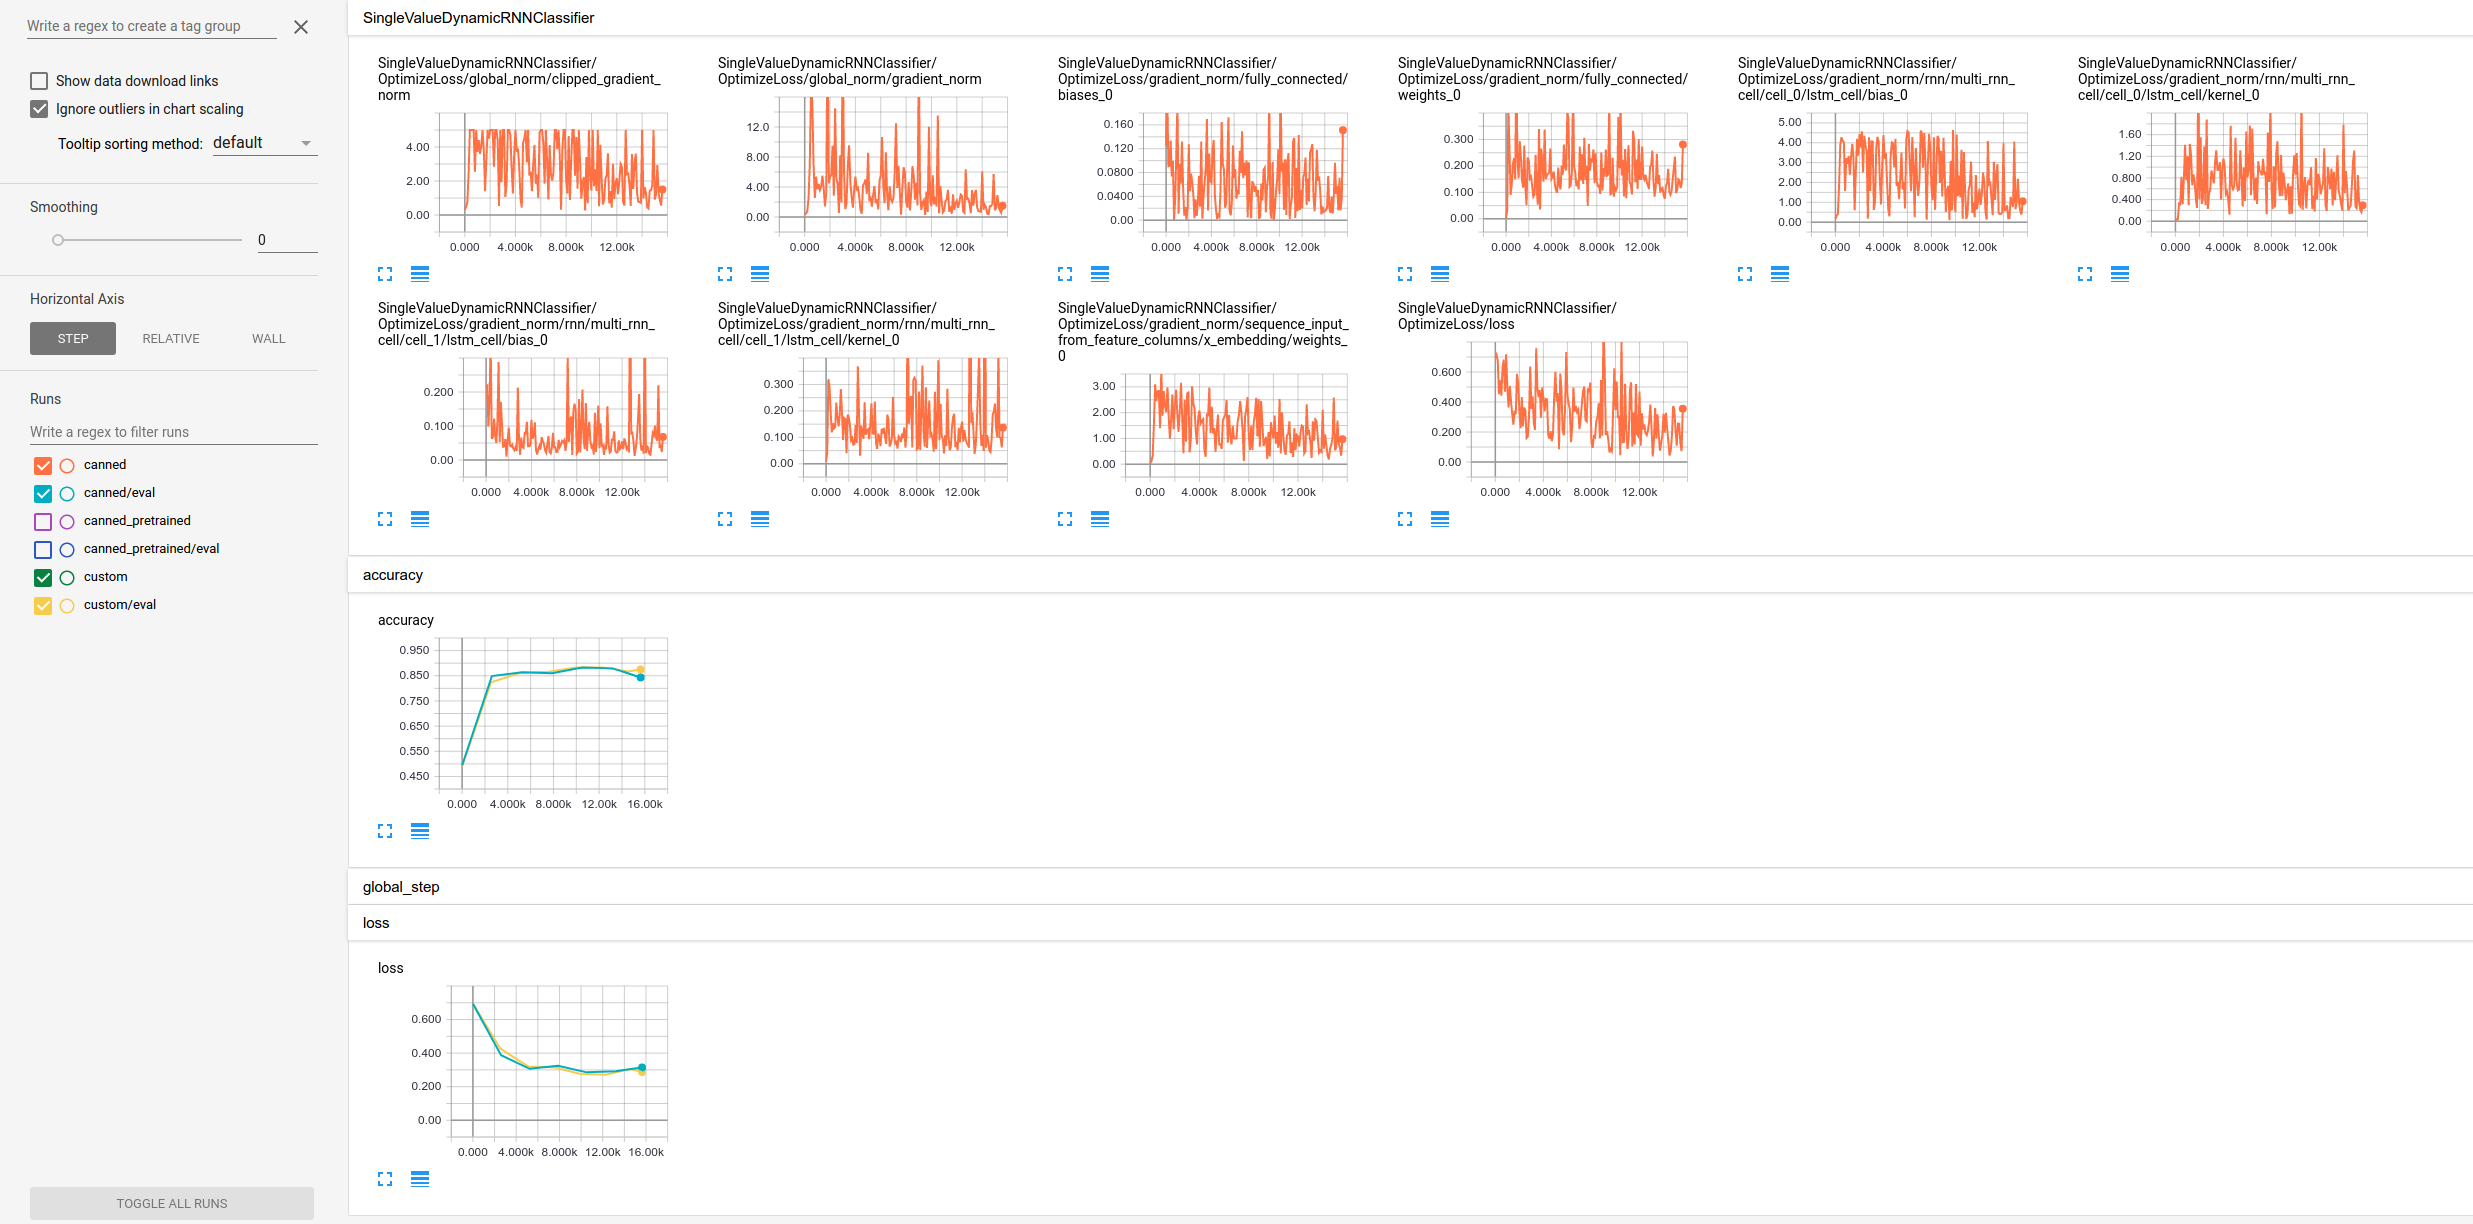 Write a regex to create a tag group
Show data download links
Ignore outliers in chart scaling
Tooltip sorting method: default
Smoothing
0
Horizontal Axis
STEP RELATIVE WALL
Runs
Write a regex to filter runs
canned
canned/eval
canned_pretrained
canned_pretrained/eval
custom
custom/eval
TOGGLE ALL RUNS
SingleValueDynamicRNNClassifier
SingleValueDynamicRNNClassifier/
OptimizeLoss/global_norm/clipped_gradient_
norm
4.00
2.00
0.00
0.000 4.000k 8.000k 12.00k
SingleValueDynamicRNNClassifier/
OptimizeLoss/global_norm/gradient_norm
12.0
8.00
4.00
0.00
0.000 4.000k 8.000k 12.00k
SingleValueDynamicRNNClassifier/
OptimizeLoss/gradient_norm/fully_connected/
biases_0
0.160
0.120
0.0800
0.0400
0.00
0.000 4.000k 8.000k 12.00k
SingleValueDynamicRNNClassifier/
OptimizeLoss/gradient_norm/fully_connected/
weights_0
0.300
0.200
0.100
0.00
0.000 4.000k 8.000k 12.00k
SingleValueDynamicRNNClassifier/
OptimizeLoss/gradient_norm/rnn/multi_rnn_
cell/cell_0/lstm_cell/bias_0
5.00
4.00
3.00
2.00
1.00
0.00
0.000 4.000k 8.000k 12.00k
SingleValueDynamicRNNClassifier/
OptimizeLoss/gradient_norm/rnn/multi_rnn_
cell/cell_0/lstm_cell/kernel_0
1.60
1.20
0.800
0.400
0.00
0.000 4.000k 8.000k 12.00k
SingleValueDynamicRNNClassifier/
OptimizeLoss/gradient_norm/rnn/multi_rnn_
cell/cell_1/lstm_cell/bias_0
0.200
0.100
0.00
0.000 4.000k 8.000k 12.00k
SingleValueDynamicRNNClassifier/
OptimizeLoss/gradient_norm/rnn/multi_rnn_
cell/cell_1/lstm_cell/kernel_0
0.300
0.200
0.100
0.00
0.000 4.000k 8.000k 12.00k
SingleValueDynamicRNNClassifier/
OptimizeLoss/gradient_norm/sequence_input_
from_feature_columns/x_embedding/weights_
0
3.00
2.00
1.00
0.00
0.000 4.000k 8.000k 12.00k
SingleValueDynamicRNNClassifier/
OptimizeLoss/loss
0.600
0.400
0.200
0.00
0.000 4.000k 8.000k 12.00k
accuracy
accuracy
0.950
0.850
0.750
0.650
0.550
0.450
0.000 4.000k 8.000k 12.00k 16.00k
global_step
loss
loss
0.600
0.400
0.200
0.00
0.000 4.000k 8.000k 12.00k 16.00k